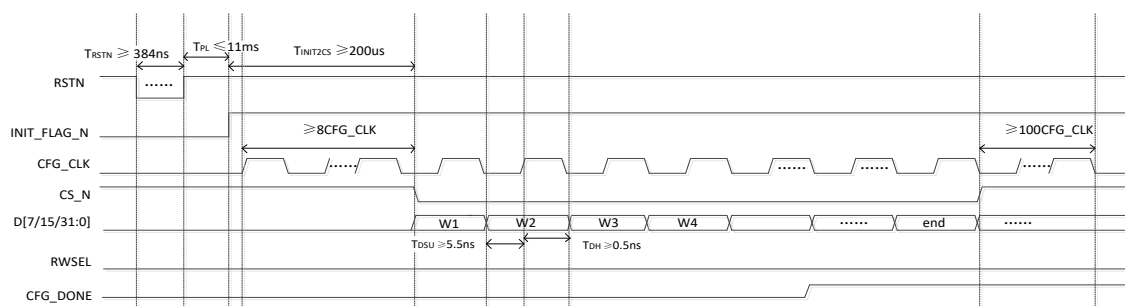 TRSTN ≥ 384ns
TPL ≤11ms
TINIT2CS ≥200us
RSTN
······
INIT_FLAG_N
≥8CFG_CLK
≥100CFG_CLK
CFG_CLK
······ ······ ······ ······
CS_N
D[7/15/31:0]
W1 W2 W3 W4 ······ end ······
TDSU ≥5.5ns
TDH ≥0.5ns
RWSEL
CFG_DONE